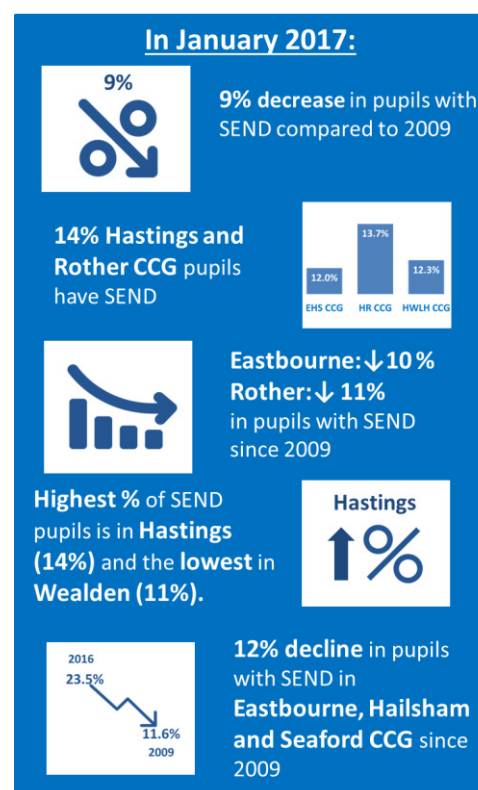 In January 2017:
9%
9% decrease in pupils with
SEND compared to 2009
14% Hastings and
Rother CCG pupils
have SEND
13.7%
12.0%
12.3%
EHS CCG HR CCG HWLH CCG
Eastbourne:↓10 %
Rother:↓ 11%
in pupils with SEND
since 2009
Highest % of SEND
pupils is in Hastings
(14%) and the lowest in
Wealden (11%).
Hastings
%
2016
23.5%
11.6%
2009
12% decline in pupils
with SEND in
Eastbourne, Hailsham
and Seaford CCG since
2009